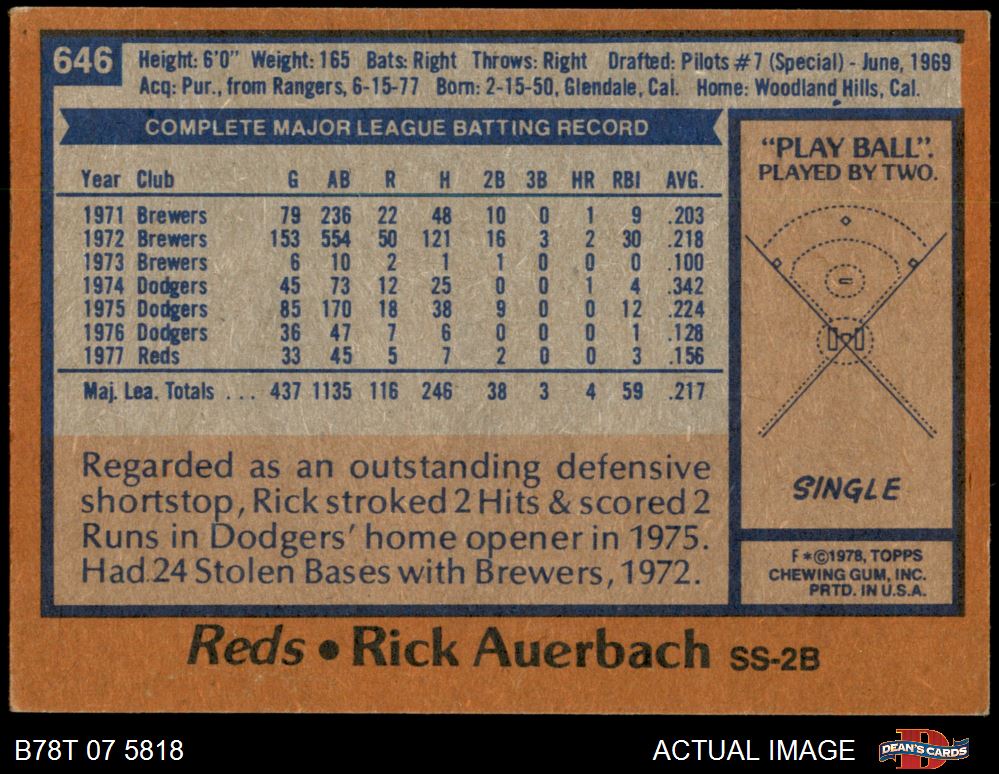 646
Height: 6'0" Weight: 165 Bats: Right Throws: Right Drafted: Pilots #7 (Special) - June, 1969
Acq: Pur., from Rangers, 6-15-77 Born: 2-15-50, Glendale, Cal. Home: Woodland Hills, Cal.
COMPLETE MAJOR LEAGUE BATTING RECORD
Year Club G AB R H 2B 3B HR RBI AVG.
1971 Brewers 79 236 22 48 10 0 1 9 .203
1972 Brewers 153 554 50 121 16 3 2 30 .218
1973 Brewers 6 10 2 1 1 0 0 0 .100
1974 Dodgers 45 73 12 25 0 0 1 4 .342
1975 Dodgers 85 170 18 38 9 0 0 12 .224
1976 Dodgers 36 47 7 6 0 0 0 1 .128
1977 Reds 33 45 5 7 2 0 0 3 .156
Maj. Lea. Totals . . . 437 1135 116 246 38 3 4 59 .217
Regarded as an outstanding defensive
shortstop, Rick stroked 2 Hits & scored 2
Runs in Dodgers' home opener in 1975.
Had 24 Stolen Bases with Brewers, 1972.
"PLAY BALL".
PLAYED BY TWO.
SINGLE
F*©1978, TOPPS
CHEWING GUM, INC.
PRTD. IN U.S.A.
Reds • Rick Auerbach SS-2B
B78T 07 5818
ACTUAL IMAGE
D
DEAN'S CARDS